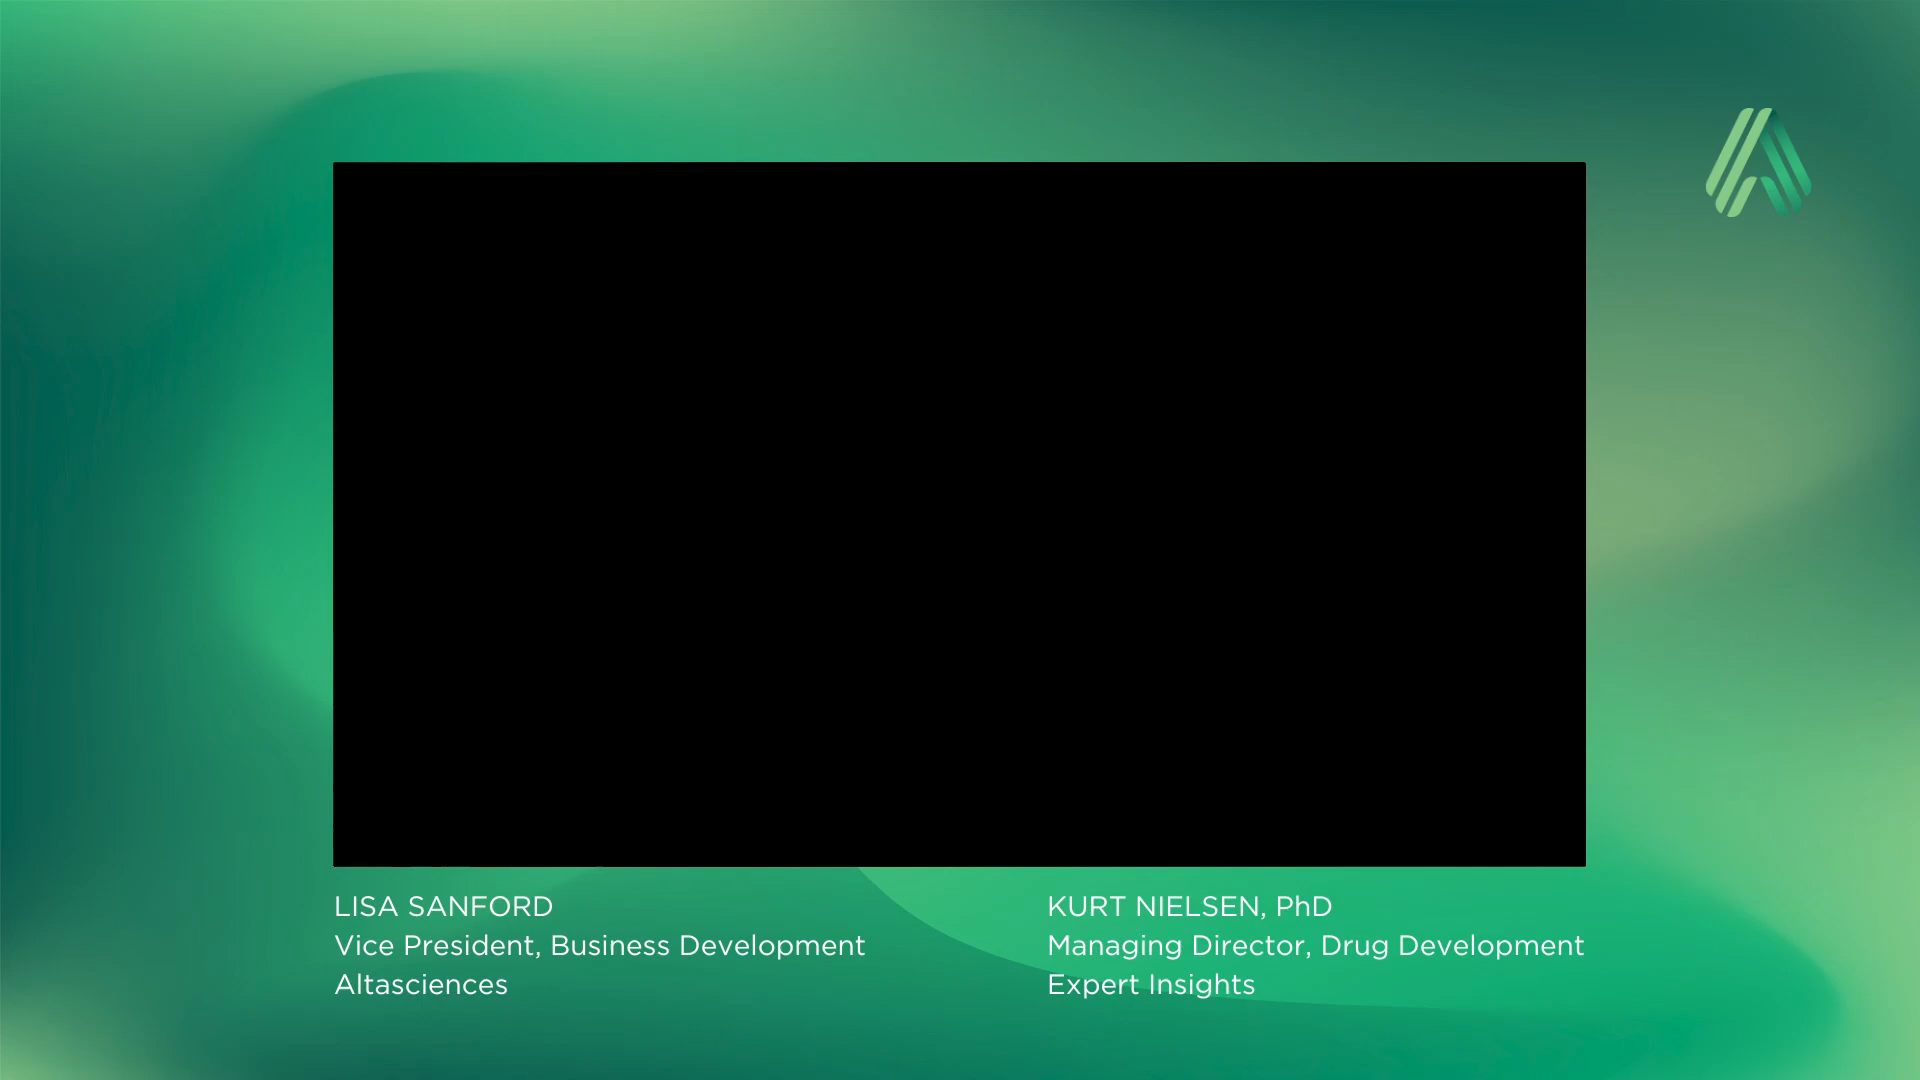 LISA SANFORD
Vice President, Business Development
Altasciences
KURT NIELSEN, PhD
Managing Director, Drug Development
Expert Insights